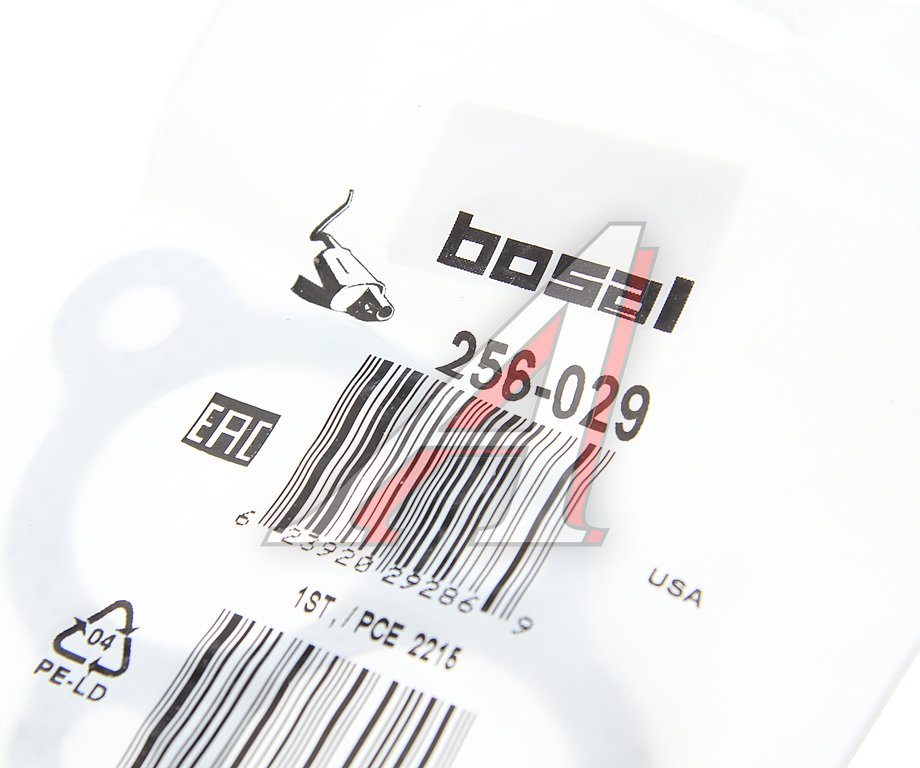 bosal
256-029
EAC
6 23920 29286 9
USA
1ST, / PCE 2215
04
PE-LD